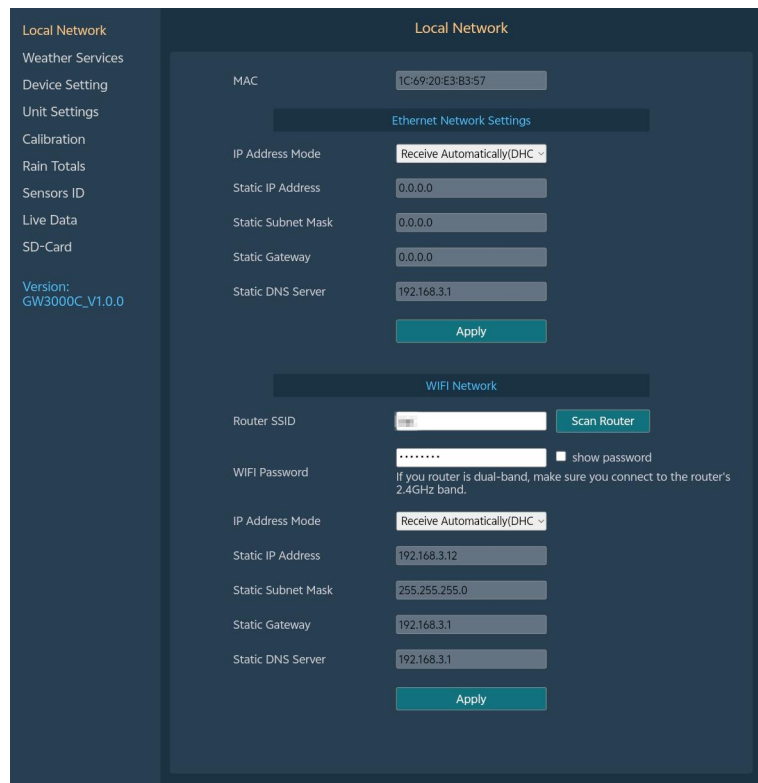 Local Network
Weather Services
Device Setting
Unit Settings
Calibration
Rain Totals
Sensors ID
Live Data
SD-Card
Version:
GW3000C_V1.0.0
Local Network
MAC 1C:69:20:E3:B3:57
Ethernet Network Settings
IP Address Mode Receive Automatically(DHC
Static IP Address 0.0.0.0
Static Subnet Mask 0.0.0.0
Static Gateway 0.0.0.0
Static DNS Server 192.168.3.1
Apply
WIFI Network
Router SSID Scan Router
WIFI Password ········ show password
If you router is dual-band, make sure you connect to the router's
2.4GHz band.
IP Address Mode Receive Automatically(DHC
Static IP Address 192.168.3.12
Static Subnet Mask 255.255.255.0
Static Gateway 192.168.3.1
Static DNS Server 192.168.3.1
Apply